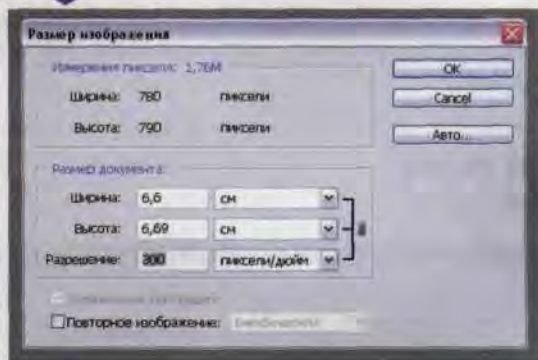 Размер изображения
Измерения пиксели: 1,76M
Ширина: 780 пиксели
Высота: 790 пиксели
OK
Cancel
Авто...
Размер документа:
Ширина: 6,6 см
Высота: 6,69 см
Разрешение: 300 пиксели/дюйм
Повторное изображение: